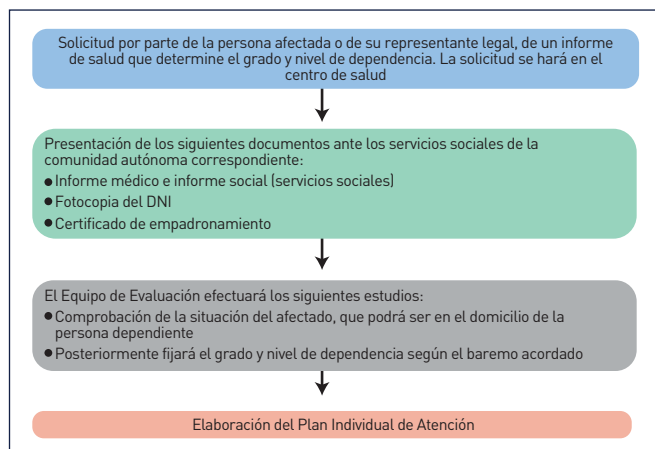 Solicitud por parte de la persona afectada o de su representante legal, de un informe
de salud que determine el grado y nivel de dependencia. La solicitud se hará en el
centro de salud
Presentación de los siguientes documentos ante los servicios sociales de la
comunidad autónoma correspondiente:
● Informe médico e informe social (servicios sociales)
● Fotocopia del DNI
● Certificado de empadronamiento
El Equipo de Evaluación efectuará los siguientes estudios:
● Comprobación de la situación del afectado, que podrá ser en el domicilio de la
persona dependiente
● Posteriormente fijará el grado y nivel de dependencia según el baremo acordado
Elaboración del Plan Individual de Atención